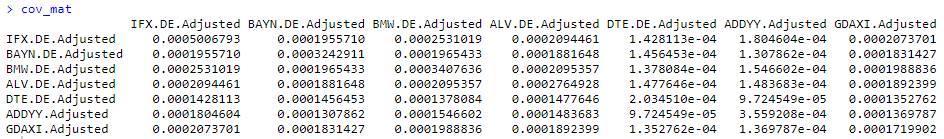 > cov_mat
IFX.DE.Adjusted BAYN.DE.Adjusted BMW.DE.Adjusted ALV.DE.Adjusted DTE.DE.Adjusted ADDYY.Adjusted GDAXI.Adjusted
IFX.DE.Adjusted 0.0005006793 0.0001955710 0.0002531019 0.0002094461 1.428113e-04 1.804604e-04 0.0002073701
BAYN.DE.Adjusted 0.0001955710 0.0003242911 0.0001965433 0.0001881648 1.456453e-04 1.307862e-04 0.0001831427
BMW.DE.Adjusted 0.0002531019 0.0001965433 0.0003407636 0.0002095357 1.378084e-04 1.546602e-04 0.0001988836
ALV.DE.Adjusted 0.0002094461 0.0001881648 0.0002095357 0.0002764928 1.477646e-04 1.483683e-04 0.0001892399
DTE.DE.Adjusted 0.0001428113 0.0001456453 0.0001378084 0.0001477646 2.034510e-04 9.724549e-05 0.0001352762
ADDYY.Adjusted 0.0001804604 0.0001307862 0.0001546602 0.0001483683 9.724549e-05 3.559208e-04 0.0001369787
GDAXI.Adjusted 0.0002073701 0.0001831427 0.0001988836 0.0001892399 1.352762e-04 1.369787e-04 0.0001719902